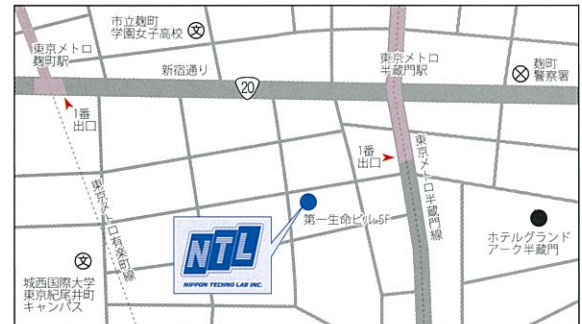 市立麹町
学園女子高校
文
東京メトロ
麹町駅
新宿通り
20
東京メトロ
半蔵門駅
麹町
警察署
1番
出口
1番
出口
東京メトロ有楽町線
東京メトロ半蔵門線
第一生命ビル5F
NTL
NIPPON TECHNO LAB INC.
ホテルグランド
アーク半蔵門
文
城西国際大学
東京紀尾井町
キャンパス